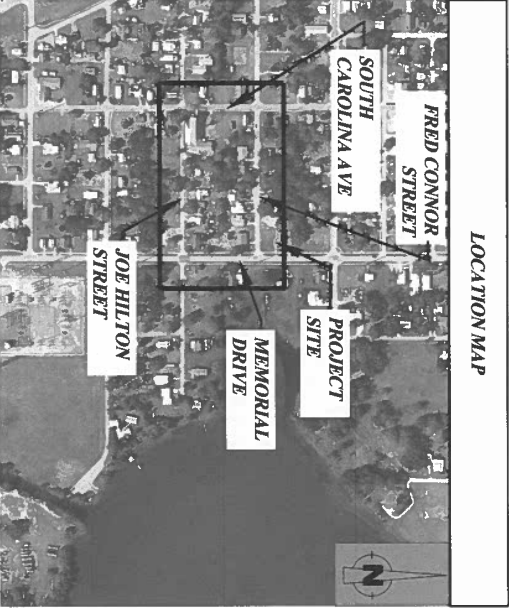 LOCATION MAP
FRED CONNOR
STREET
SOUTH
CAROLINA AVE
PROJECT
SITE
MEMORIAL
DRIVE
JOE HILTON
STREET
N